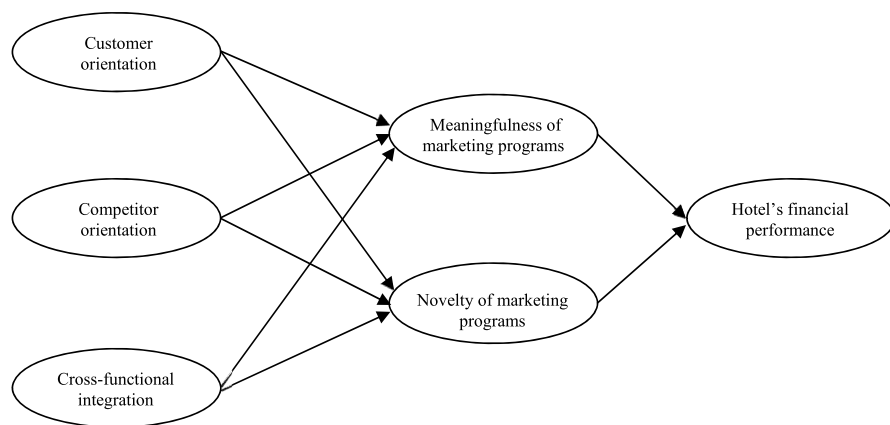 Customer
orientation
Meaningfulness of
marketing programs
Competitor
orientation
Hotel’s financial
performance
Novelty of marketing
programs
Cross-functional
integration